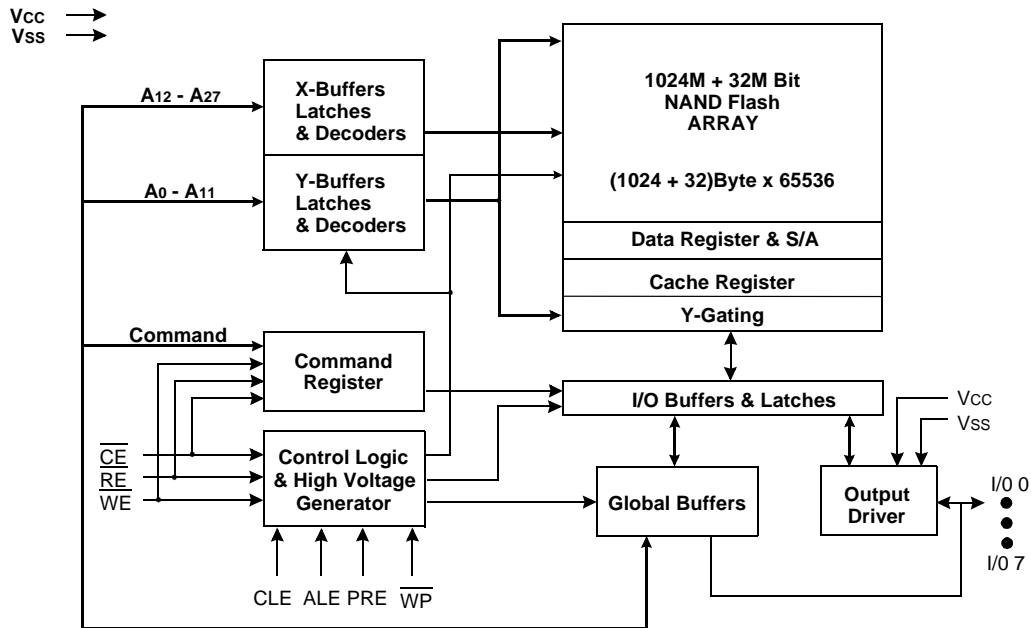 VCC
VSS
A12 - A27
X-Buffers
Latches
& Decoders
A0 - A11
Y-Buffers
Latches
& Decoders
1024M + 32M Bit
NAND Flash
ARRAY
(1024 + 32)Byte x 65536
Data Register & S/A
Cache Register
Y-Gating
Command
Command
Register
I/O Buffers & Latches
VCC
VSS
CE
RE
WE
Control Logic
& High Voltage
Generator
Global Buffers
Output
Driver
I/0 0
I/0 7
CLE
ALE
PRE
WP